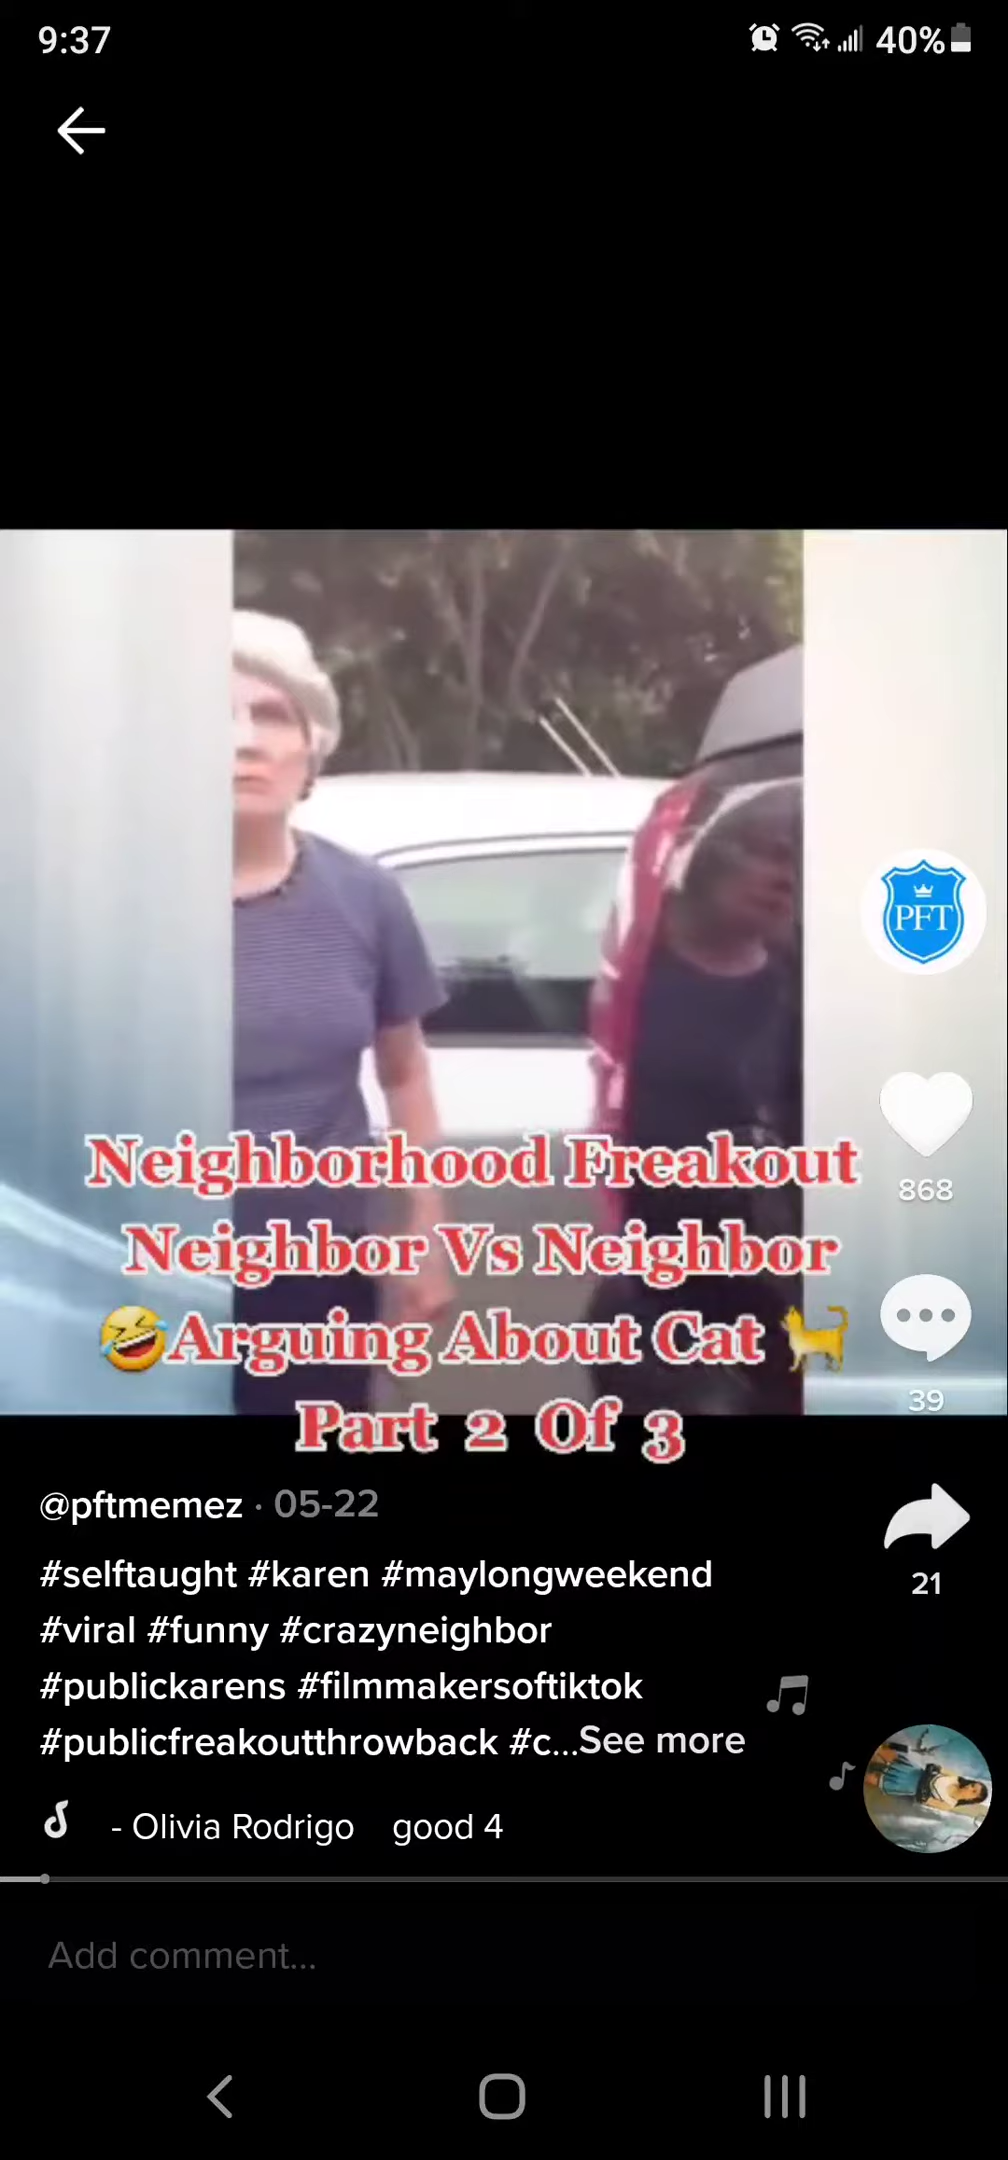 9:37
40%
PFT
868
Neighborhood Freakout
Neighbor Vs Neighbor
🤣Arguing About Cat 🐈
Part 2 Of 3
39
@pftmemez · 05-22
21
#selftaught #karen #maylongweekend
#viral #funny #crazyneighbor
#publickarens #filmmakersoftiktok
#publicfreakoutthrowback #c...See more
- Olivia Rodrigo good 4
Add comment...